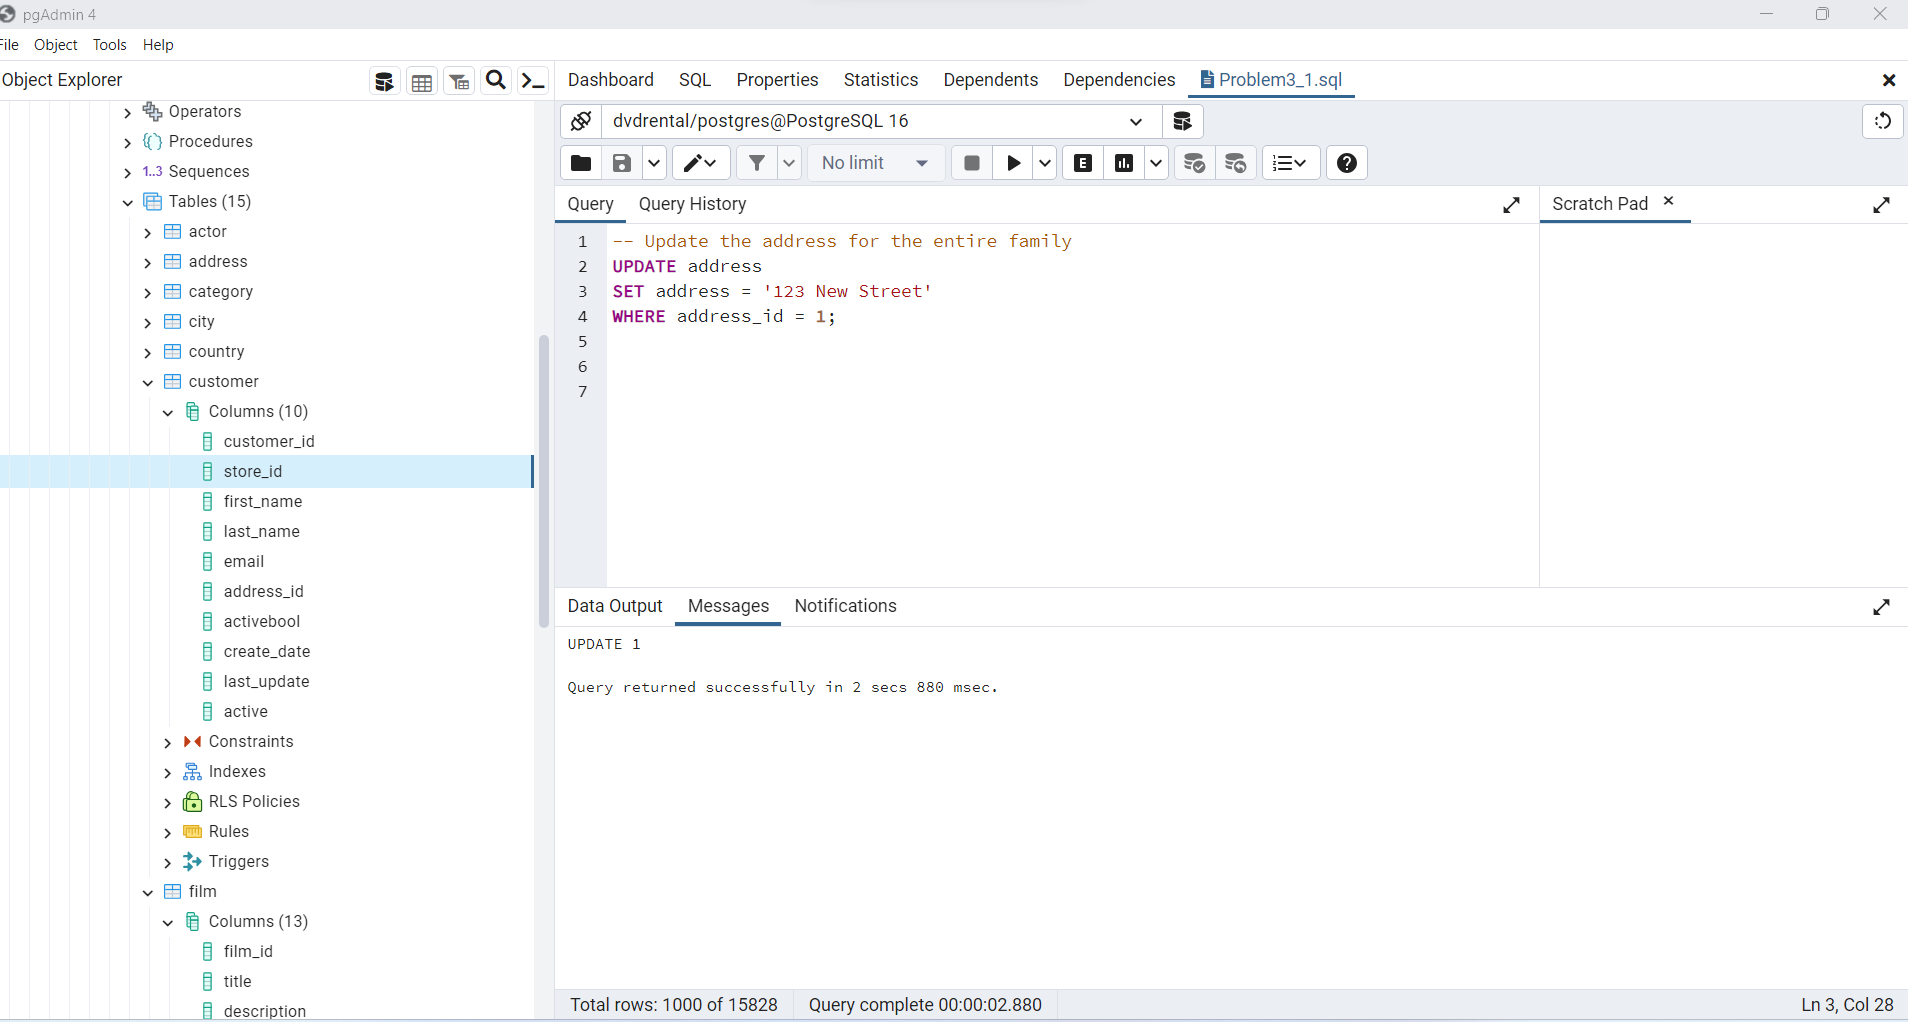 pgAdmin 4
File Object Tools Help
Object Explorer
Dashboard SQL Properties Statistics Dependents Dependencies Problem3_1.sql
dvdrental/postgres@PostgreSQL 16
No limit
E
Operators
Procedures
1..3 Sequences
Tables (15)
actor
address
category
city
country
customer
Columns (10)
customer_id
store_id
first_name
last_name
email
address_id
activebool
create_date
last_update
active
Constraints
Indexes
RLS Policies
Rules
Triggers
film
Columns (13)
film_id
title
description
Query Query History
Scratch Pad
1 -- Update the address for the entire family
2 UPDATE address
3 SET address = '123 New Street'
4 WHERE address_id = 1;
5
6
7
Data Output Messages Notifications
UPDATE 1
Query returned successfully in 2 secs 880 msec.
Total rows: 1000 of 15828 Query complete 00:00:02.880 Ln 3, Col 28